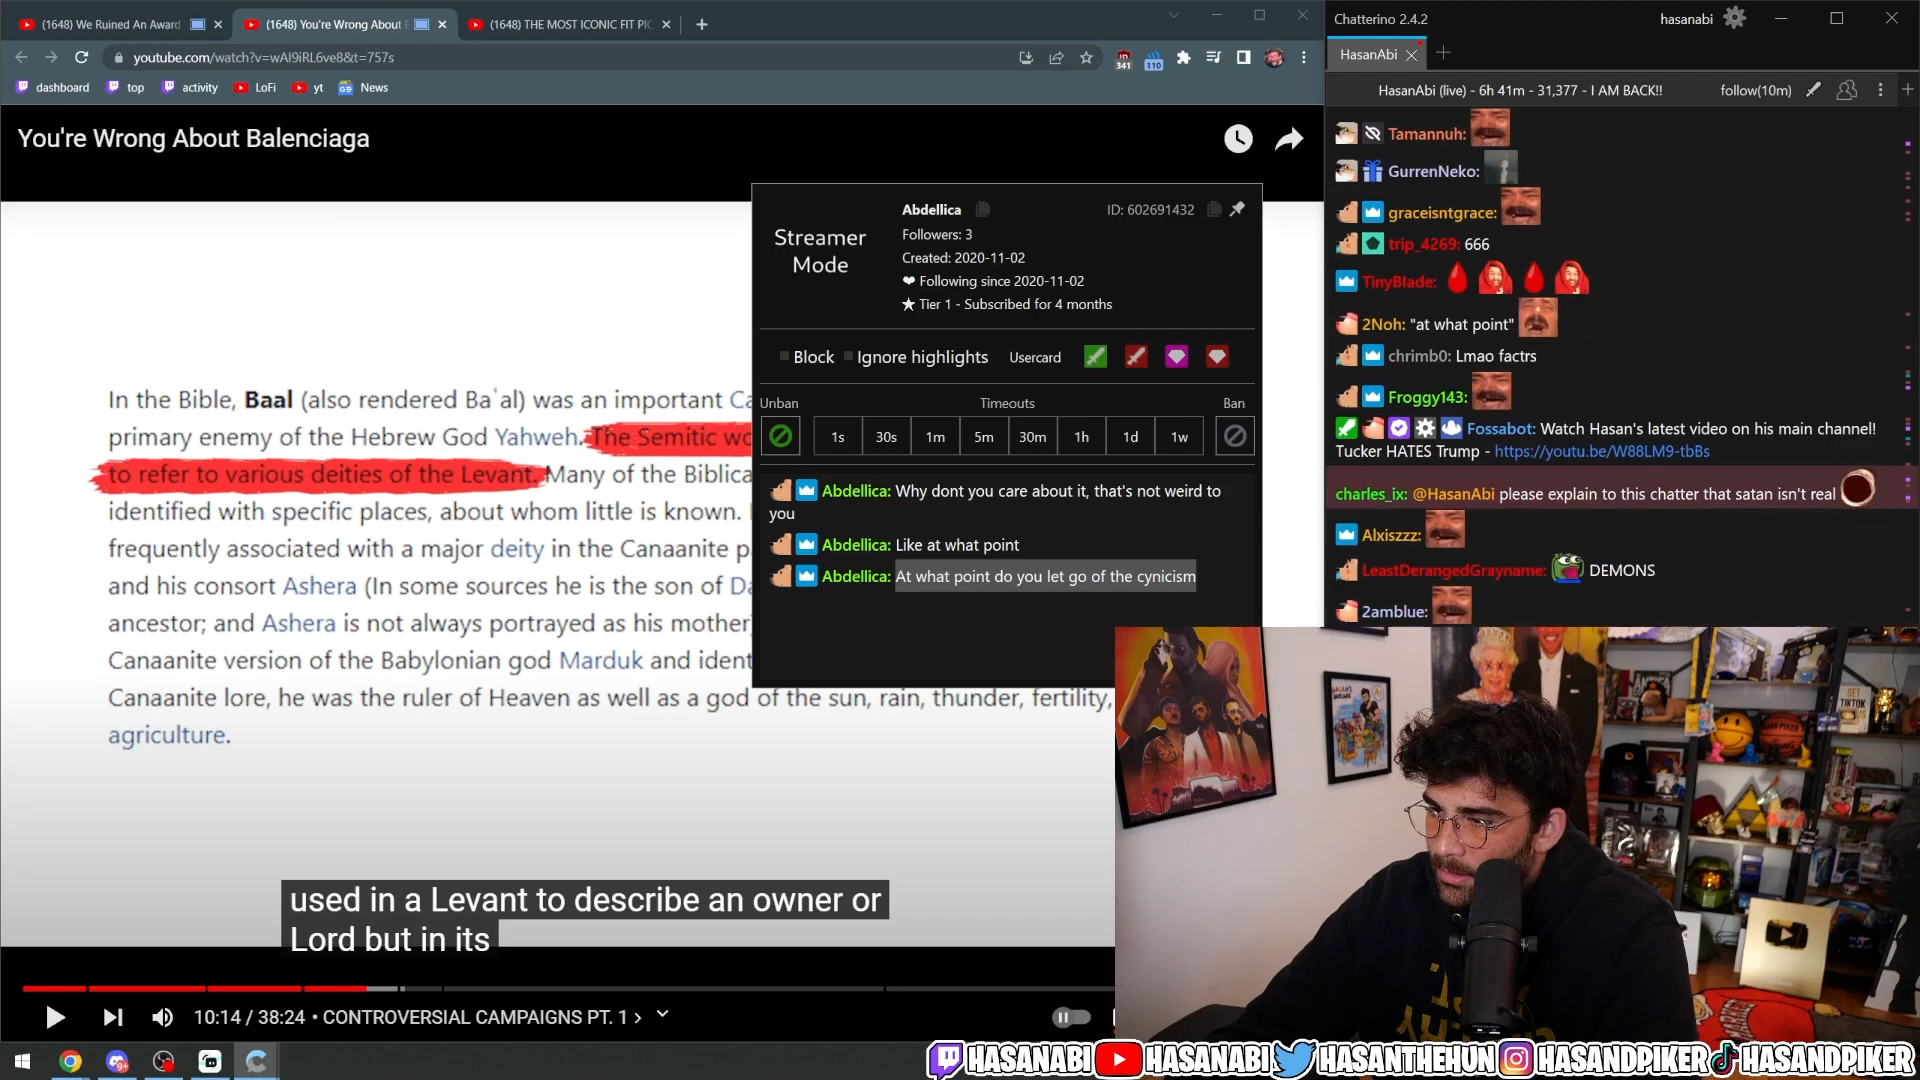 (1648) We Ruined An Award
(1648) You're Wrong About B
(1648) THE MOST ICONIC FIT PIC
youtube.com/watch?v=wAl9iRL6ve8&t=757s
341
110
dashboard
top
activity
LoFi
yt
News
You're Wrong About Balenciaga
In the Bible, Baal (also rendered Baʿal) was an important Ca
primary enemy of the Hebrew God Yahweh. The Semitic wo
to refer to various deities of the Levant. Many of the Biblica
identified with specific places, about whom little is known.
frequently associated with a major deity in the Canaanite p
and his consort Ashera (In some sources he is the son of Da
ancestor; and Ashera is not always portrayed as his mother
Canaanite version of the Babylonian god Marduk and ident
Canaanite lore, he was the ruler of Heaven as well as a god of the sun, rain, thunder, fertility,
agriculture.
used in a Levant to describe an owner or
Lord but in its
10:14 / 38:24 • CONTROVERSIAL CAMPAIGNS PT. 1 >
Streamer
Mode
Abdellica
ID: 602691432
Followers: 3
Created: 2020-11-02
❤ Following since 2020-11-02
★ Tier 1 - Subscribed for 4 months
Block
Ignore highlights
Usercard
Unban
Timeouts
Ban
1s
30s
1m
5m
30m
1h
1d
1w
Abdellica: Why dont you care about it, that's not weird to
you
Abdellica: Like at what point
Abdellica: At what point do you let go of the cynicism
Chatterino 2.4.2
hasanabi
HasanAbi
HasanAbi (live) - 6h 41m - 31,377 - I AM BACK!!
follow(10m)
Tamannuh:
GurrenNeko:
graceisntgrace:
trip_4269: 666
TinyBlade:
2Noh: "at what point"
chrimb0: Lmao factrs
Froggy143:
Fossabot: Watch Hasan's latest video on his main channel!
Tucker HATES Trump - https://youtu.be/W88LM9-tbBs
charles_ix: @HasanAbi please explain to this chatter that satan isn't real
Alxiszzz:
LeastDerangedGrayname: DEMONS
2amblue:
GET
TIKTOK
HASANABI
HASANABI
HASANTHEHUN
HASANDPIKER
HASANDPIKER